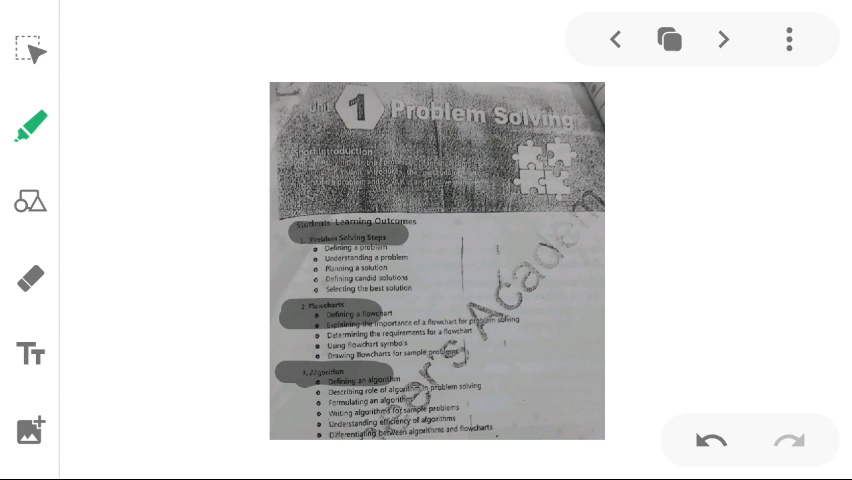 Unit 1 Problem Solving
Short Introduction
Students Learning Outcomes
1. Problem Solving Steps
Defining a problem
Understanding a problem
Planning a solution
Defining candid solutions
Selecting the best solution
2. Flowcharts
Defining a flowchart
Explaining the importance of a flowchart for problem solving
Determining the requirements for a flowchart
Using flowchart symbols
Drawing flowcharts for sample problems
3. Algorithm
Defining an algorithm
Describing role of algorithm in problem solving
Formulating an algorithm
Writing algorithms for sample problems
Understanding efficiency of algorithms
Differentiating between algorithms and flowcharts
Tт